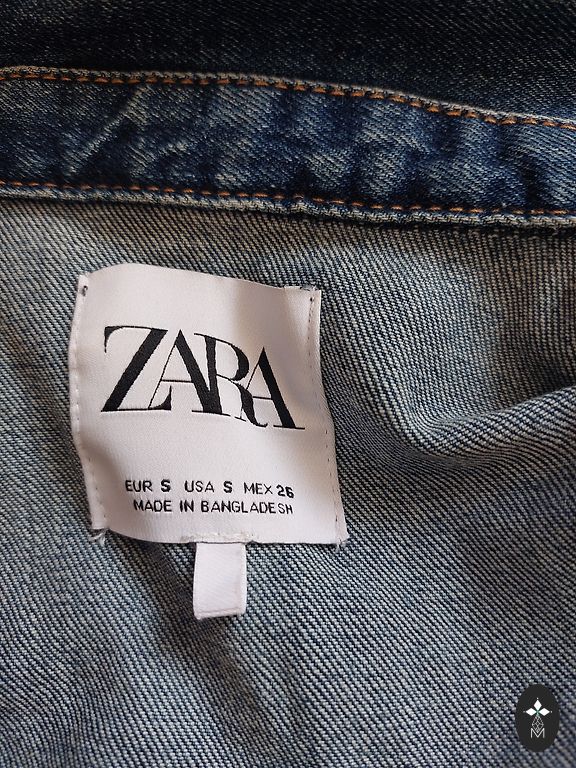 ZARA
EUR S USA S MEX 26
MADE IN BANGLADESH
M